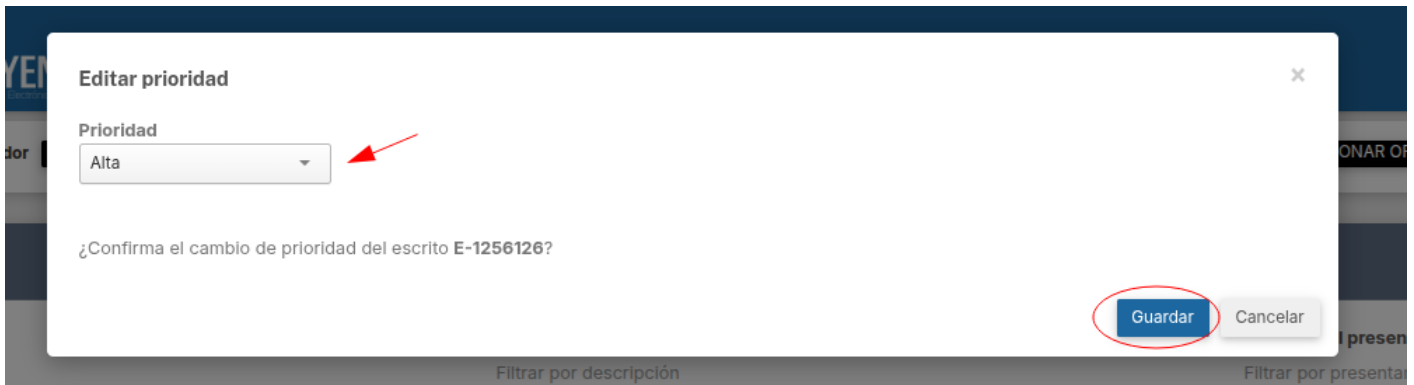 YEN
Editar prioridad
×
Prioridad
dor
Alta
ONAR OF
¿Confirma el cambio de prioridad del escrito E-1256126?
Guardar
Cancelar
l presen
Filtrar por descripción
Filtrar por presentar